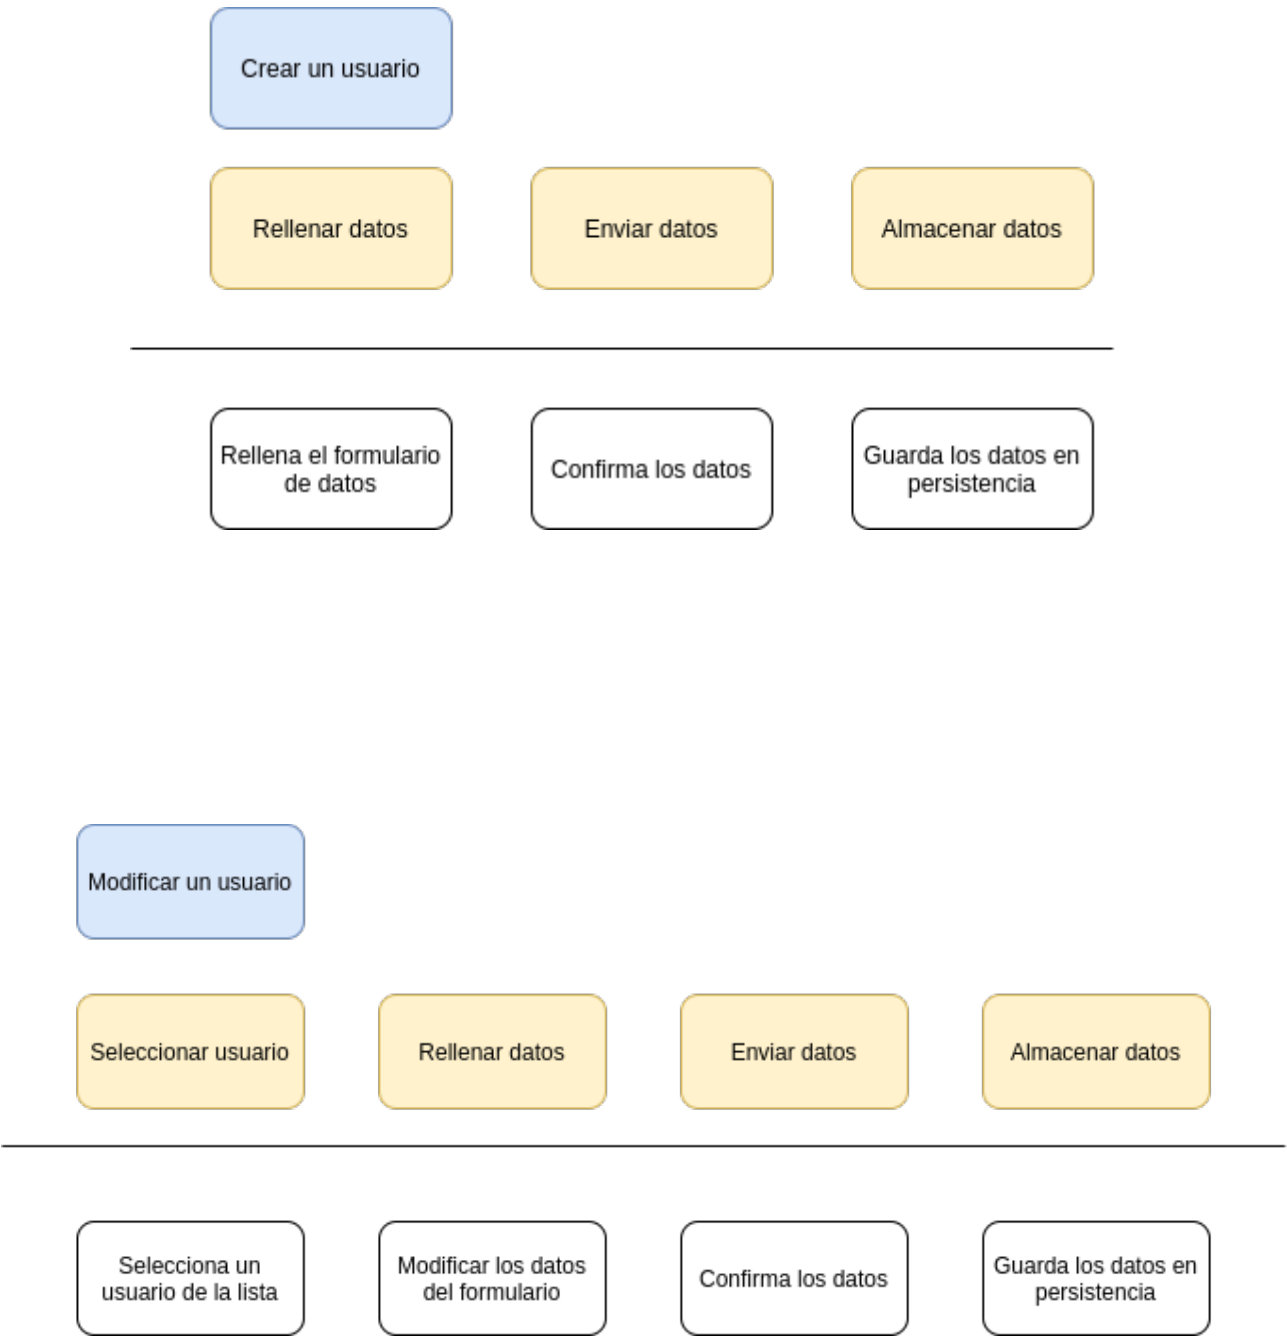 Crear un usuario
Rellenar datos
Enviar datos
Almacenar datos
Rellena el formulario
de datos
Confirma los datos
Guarda los datos en
persistencia
Modificar un usuario
Seleccionar usuario
Rellenar datos
Enviar datos
Almacenar datos
Selecciona un
usuario de la lista
Modificar los datos
del formulario
Confirma los datos
Guarda los datos en
persistencia